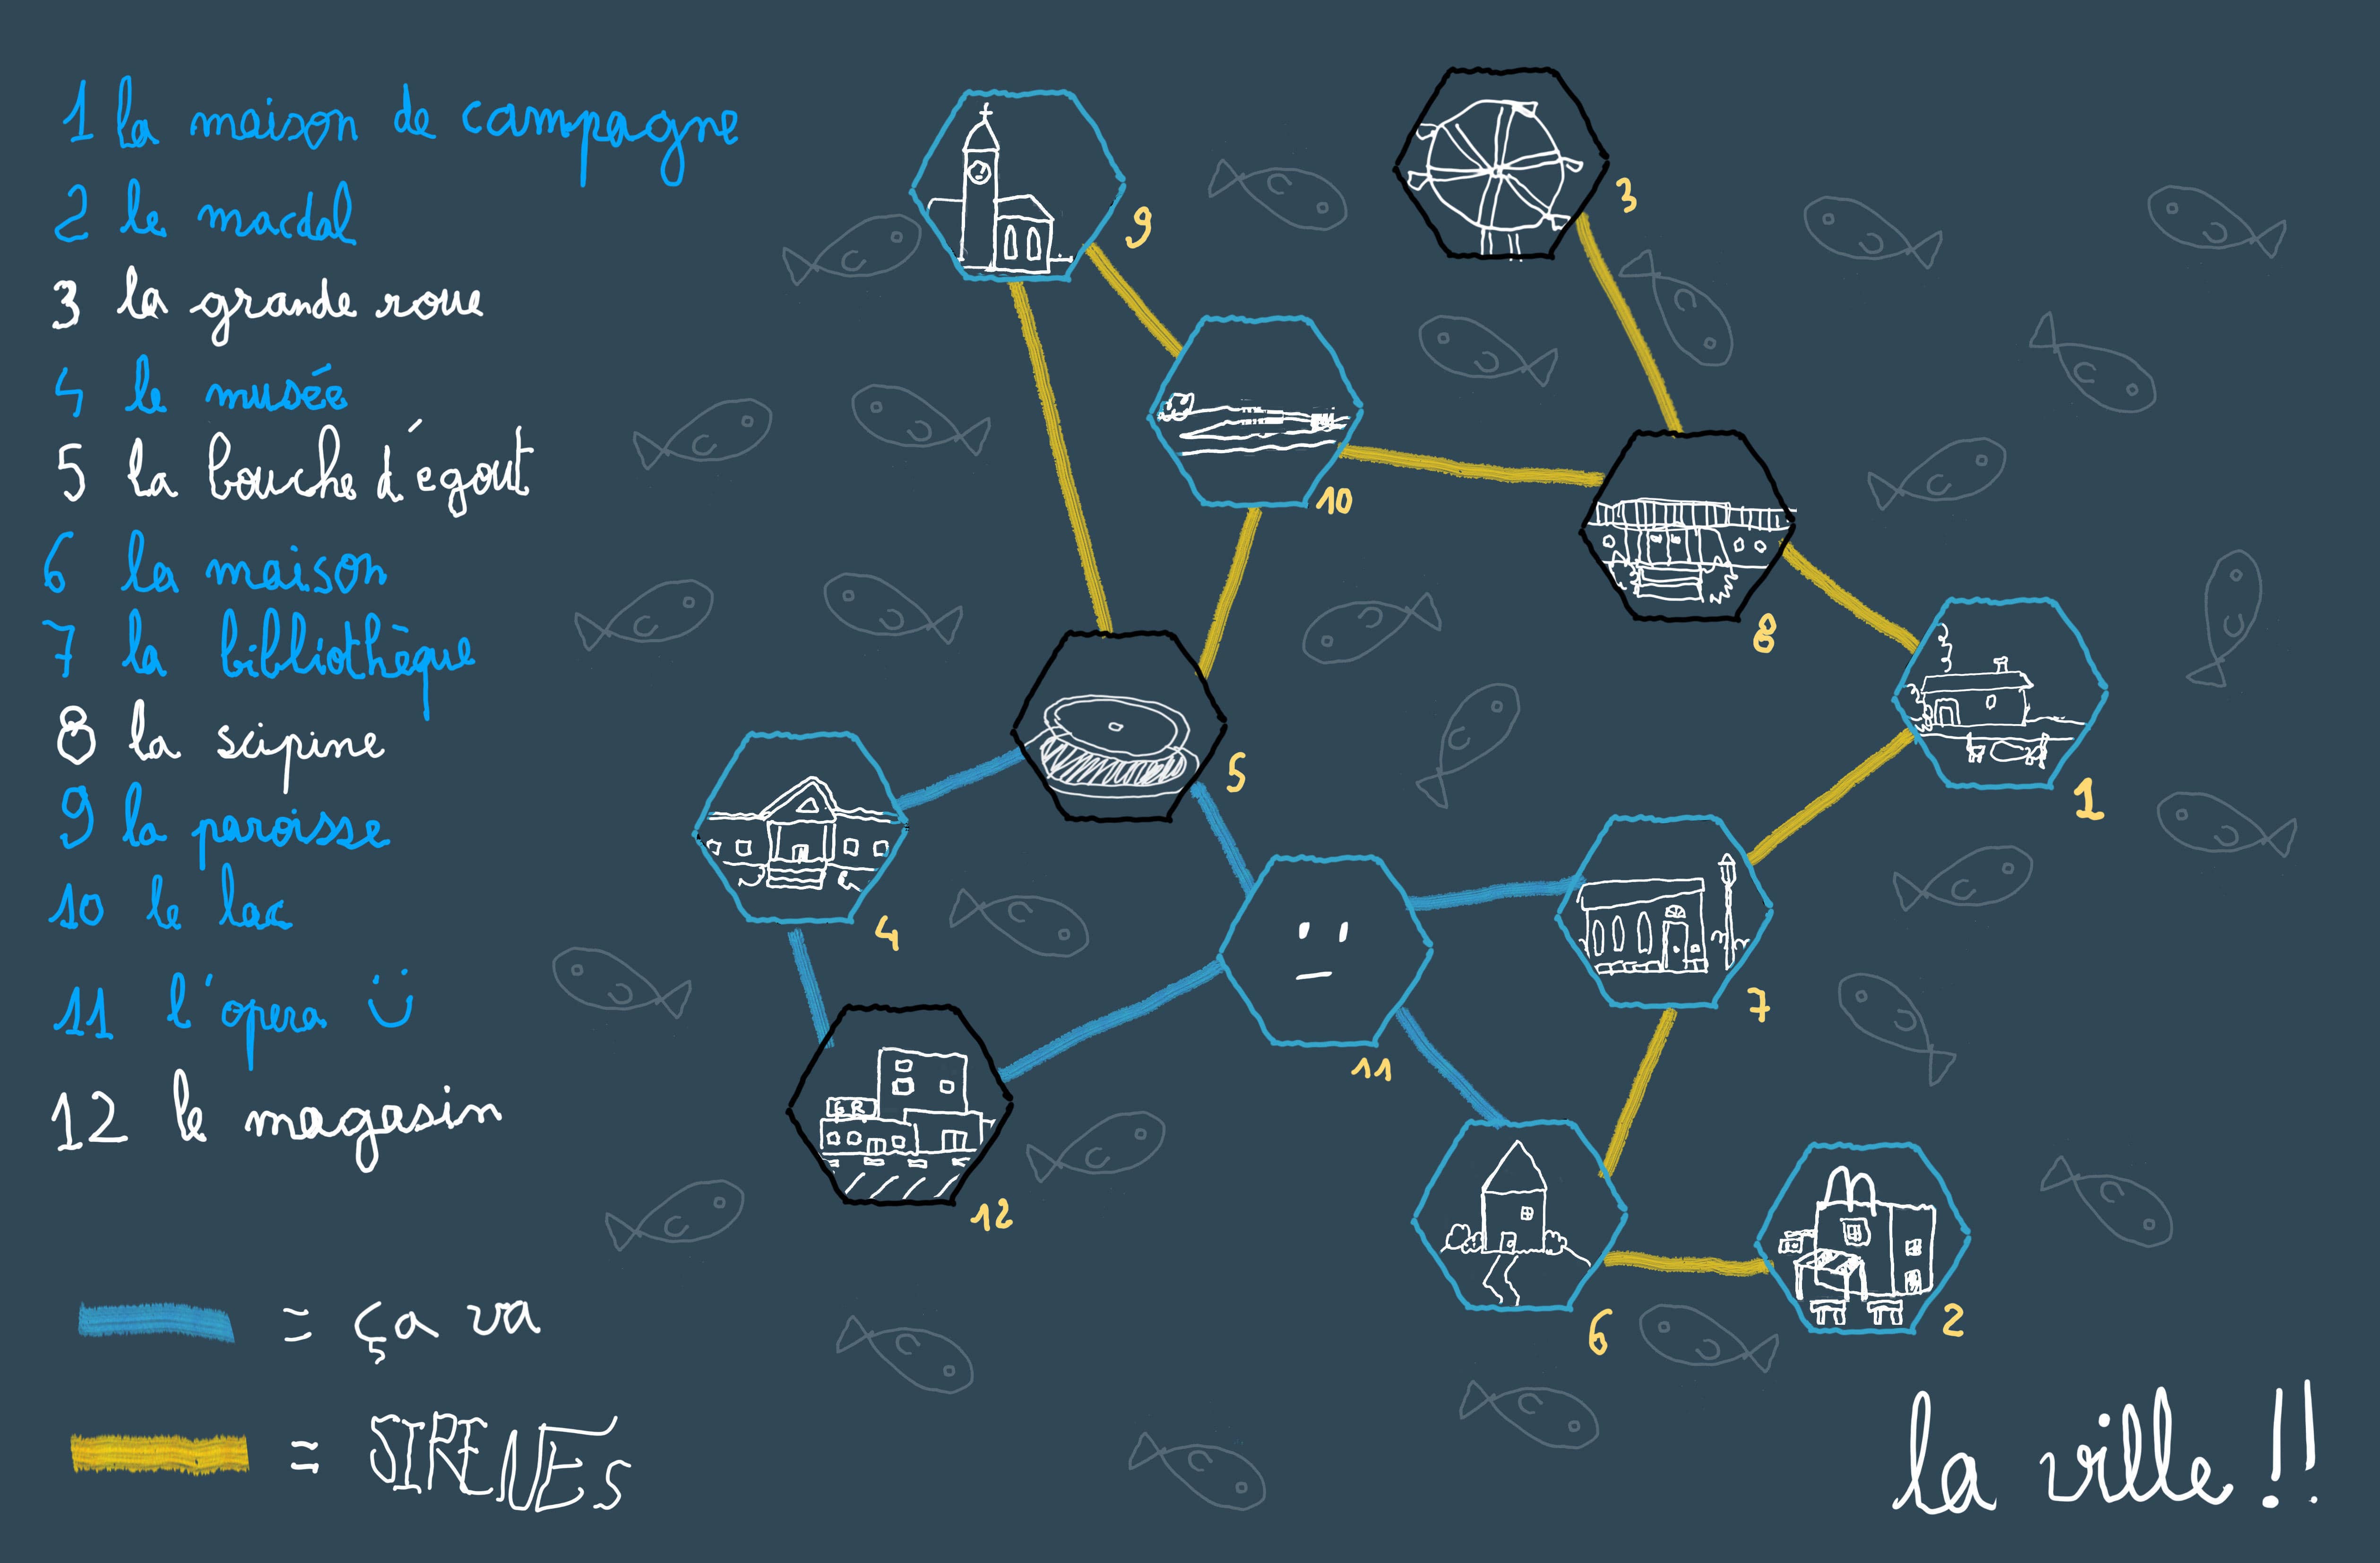 1 la maison de campagne
2 le macdal
3 la grande roue
4 le musée
5 la bouche d'égout
6 la maison
7 la bibliothèque
8 la scipine
9 la paroisse
10 le lac
11 l'opera
12 le magasin
= ça va
= SIRENES
9
3
10
8
1
5
4
7
11
GR
12
6
2
la ville !!